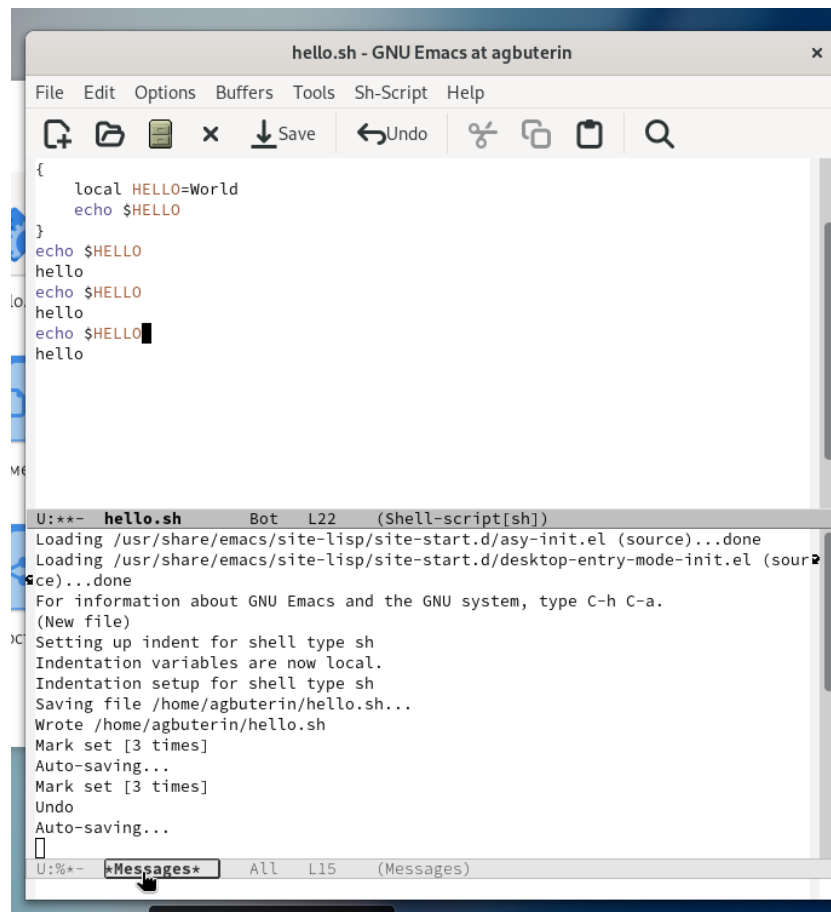 hello.sh - GNU Emacs at agbuterin
File Edit Options Buffers Tools Sh-Script Help
Save Undo
{
    local HELLO=World
    echo $HELLO
}
echo $HELLO
hello
echo $HELLO
hello
echo $HELLO
hello
U:**-  hello.sh       Bot   L22    (Shell-script[sh])
Loading /usr/share/emacs/site-lisp/site-start.d/asy-init.el (source)...done
Loading /usr/share/emacs/site-lisp/site-start.d/desktop-entry-mode-init.el (sour
ce)...done
For information about GNU Emacs and the GNU system, type C-h C-a.
(New file)
Setting up indent for shell type sh
Indentation variables are now local.
Indentation setup for shell type sh
Saving file /home/agbuterin/hello.sh...
Wrote /home/agbuterin/hello.sh
Mark set [3 times]
Auto-saving...
Mark set [3 times]
Undo
Auto-saving...
U:%*-  *Messages*     All   L15    (Messages)